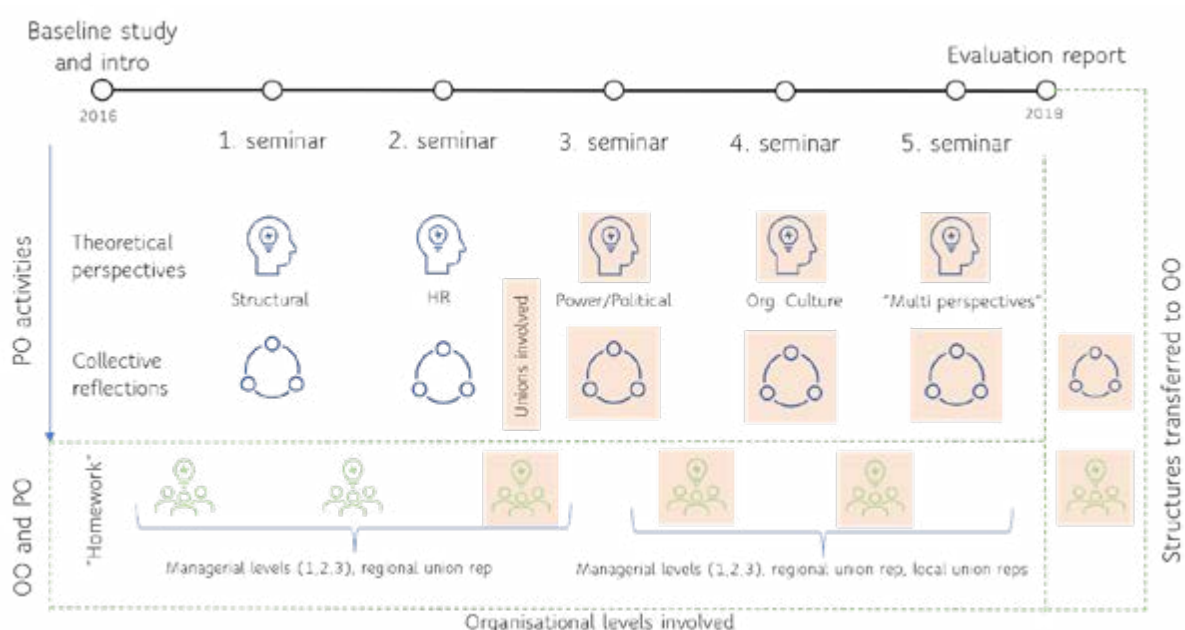 Baseline study
and intro
Evaluation report
2016
2019
1. seminar
2. seminar
3. seminar
4. seminar
5. seminar
PO activities
Theoretical
perspectives
Structural
HR
Power/Political
Org. Culture
"Multi perspectives"
Unions involved
Collective
reflections
Structures transferred to OO
OO and PO
"Homework"
Managerial levels (1,2,3), regional union rep
Managerial levels (1,2,3), regional union rep, local union reps
Organisational levels involved